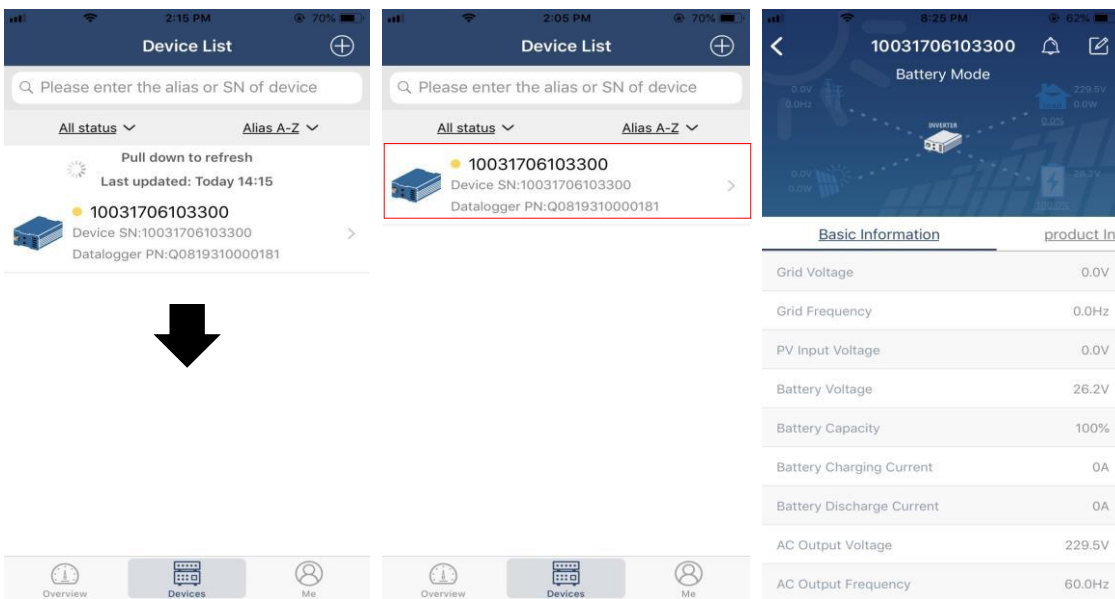 2:15 PM
70%
Device List
Please enter the alias or SN of device
All status
Alias A-Z
Pull down to refresh
Last updated: Today 14:15
10031706103300
Device SN:10031706103300
Datalogger PN:Q0819310000181
Overview
Devices
Me
2:05 PM
70%
Device List
Please enter the alias or SN of device
All status
Alias A-Z
10031706103300
Device SN:10031706103300
Datalogger PN:Q0819310000181
Overview
Devices
Me
8:25 PM
62%
10031706103300
Battery Mode
0.0V
0.0Hz
229.5V
0.0W
0.0%
INVERTER
0.0V
0.0W
26.2V
100.0%
Basic Information
product In
Grid Voltage 0.0V
Grid Frequency 0.0Hz
PV Input Voltage 0.0V
Battery Voltage 26.2V
Battery Capacity 100%
Battery Charging Current 0A
Battery Discharge Current 0A
AC Output Voltage 229.5V
AC Output Frequency 60.0Hz